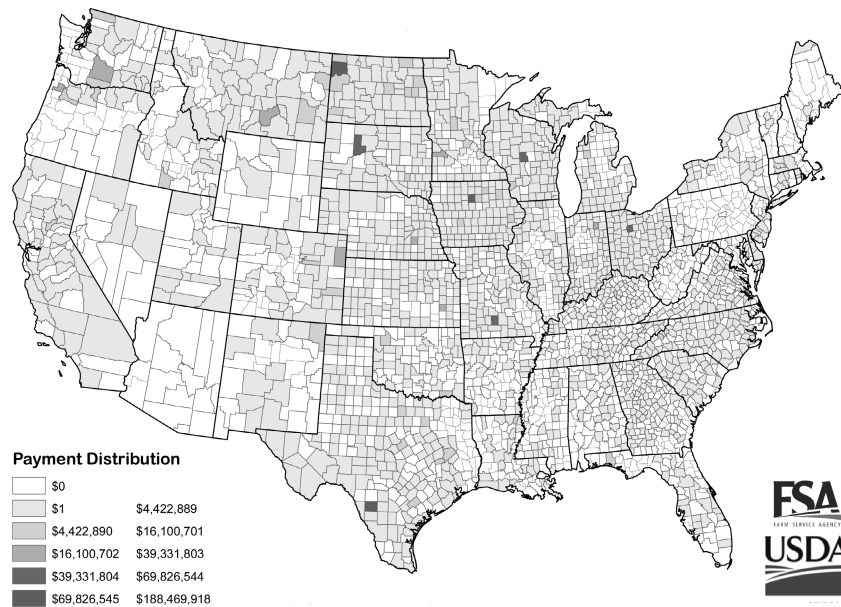 Payment Distribution
$0
$1 $4,422,889
$4,422,890 $16,100,701
$16,100,702 $39,331,803
$39,331,804 $69,826,544
$69,826,545 $188,469,918
FSA
FARM SERVICE AGENCY
USDA